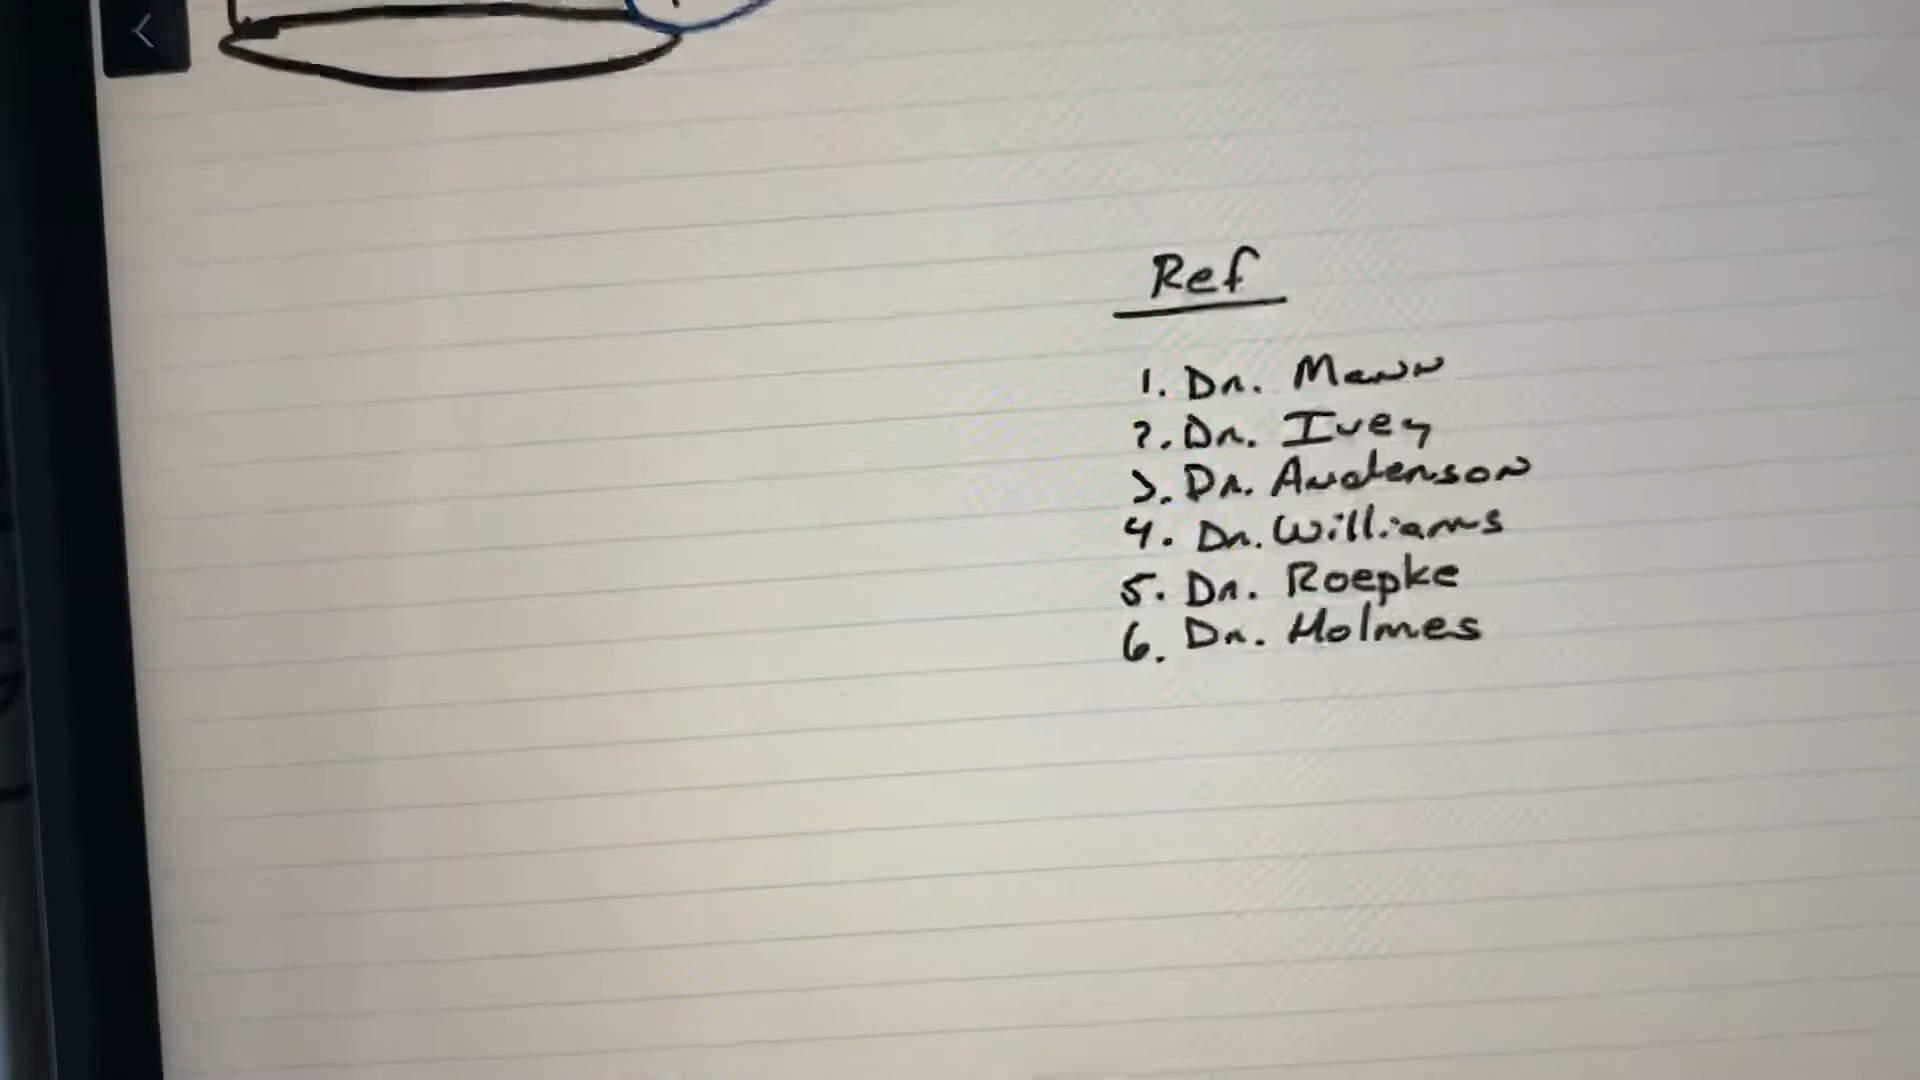 Ref
1. Dr. Mann
2. Dr. Ivey
3. Dr. Anderson
4. Dr. Williams
5. Dr. Roepke
6. Dr. Holmes